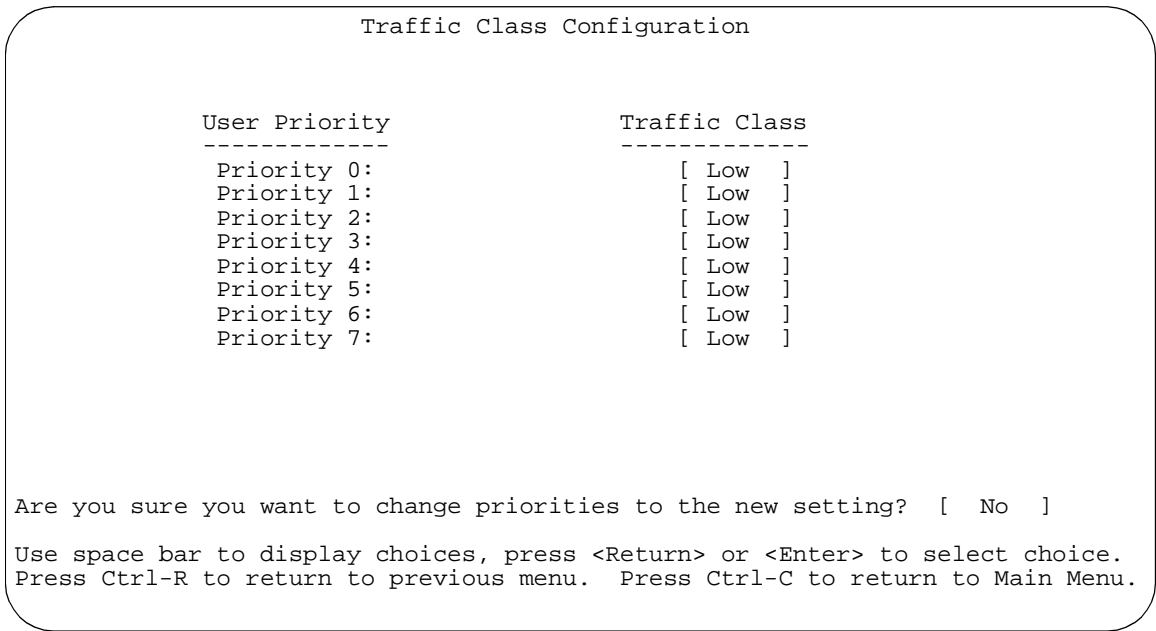 Traffic Class Configuration
User Priority Traffic Class
------------- -------------
Priority 0: [ Low ]
Priority 1: [ Low ]
Priority 2: [ Low ]
Priority 3: [ Low ]
Priority 4: [ Low ]
Priority 5: [ Low ]
Priority 6: [ Low ]
Priority 7: [ Low ]
Are you sure you want to change priorities to the new setting? [ No ]
Use space bar to display choices, press <Return> or <Enter> to select choice.
Press Ctrl-R to return to previous menu. Press Ctrl-C to return to Main Menu.